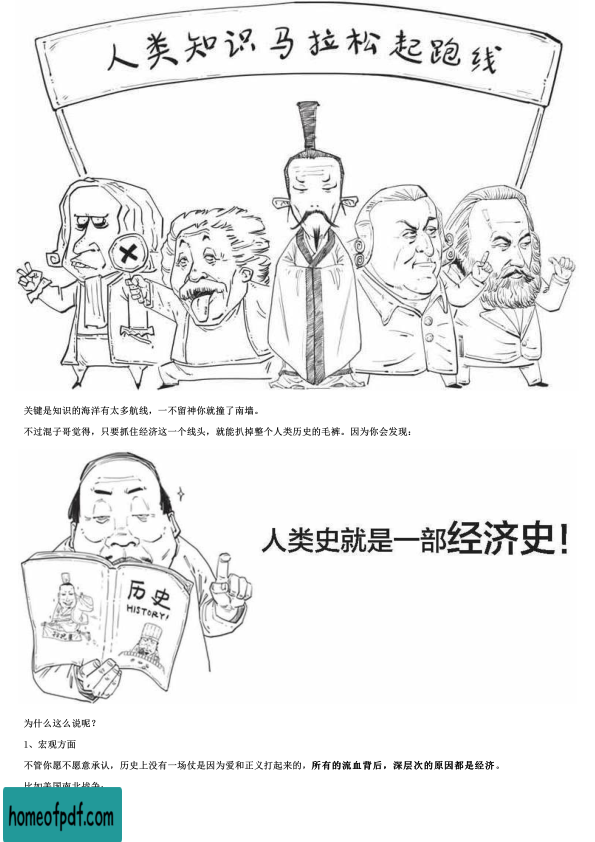 人类知识马拉松起跑线
关键是知识的海洋有太多航线，一不留神你就撞了南墙。
不过混子哥觉得，只要抓住经济这一个线头，就能扒掉整个人类历史的毛裤。因为你会发现：
人类史就是一部经济史！
历史
HISTORY!
为什么这么说呢？
1、宏观方面
不管你愿不愿意承认，历史上没有一场仗是因为爱和正义打起来的，所有的流血背后，深层次的原因都是经济。
比如美国南北战争：
homeofpdf.com